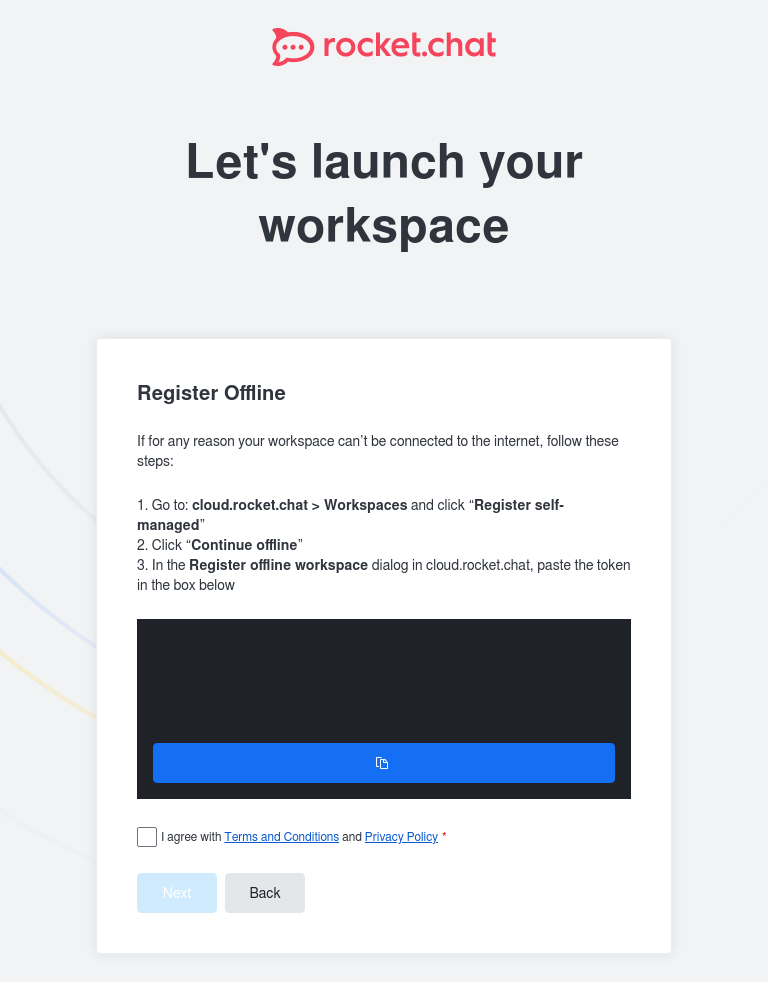 rocket.chat
Let's launch your
workspace
Register Offline
If for any reason your workspace can’t be connected to the internet, follow these
steps:
1. Go to: cloud.rocket.chat > Workspaces and click “Register self-
managed”
2. Click “Continue offline”
3. In the Register offline workspace dialog in cloud.rocket.chat, paste the token
in the box below
I agree with Terms and Conditions and Privacy Policy *
Next Back